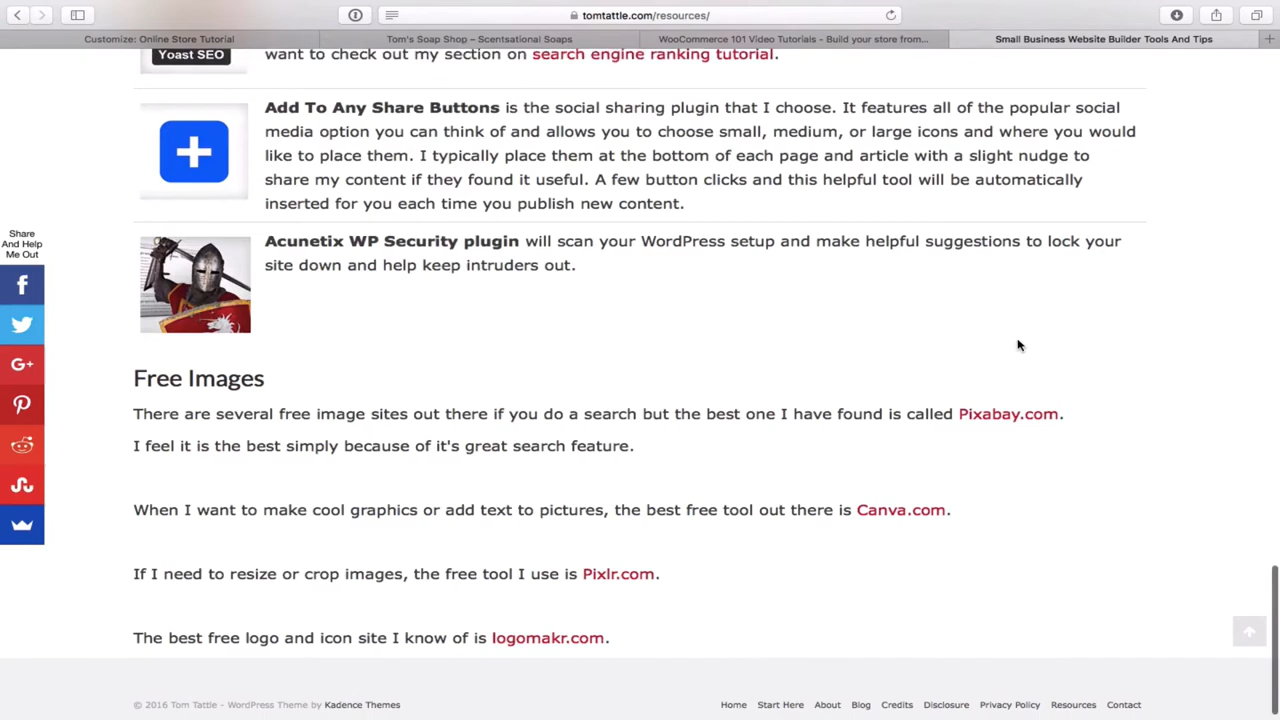 tomtattle.com/resources/
Customize: Online Store Tutorial
Tom's Soap Shop – Scentsational Soaps
WooCommerce 101 Video Tutorials - Build your store from...
Small Business Website Builder Tools And Tips
Yoast SEO
want to check out my section on search engine ranking tutorial.
Add To Any Share Buttons is the social sharing plugin that I choose. It features all of the popular social
media option you can think of and allows you to choose small, medium, or large icons and where you would
like to place them. I typically place them at the bottom of each page and article with a slight nudge to
share my content if they found it useful. A few button clicks and this helpful tool will be automatically
inserted for you each time you publish new content.
Share
And Help
Me Out
Acunetix WP Security plugin will scan your WordPress setup and make helpful suggestions to lock your
site down and help keep intruders out.
Free Images
There are several free image sites out there if you do a search but the best one I have found is called Pixabay.com.
I feel it is the best simply because of it's great search feature.
When I want to make cool graphics or add text to pictures, the best free tool out there is Canva.com.
If I need to resize or crop images, the free tool I use is Pixlr.com.
The best free logo and icon site I know of is logomakr.com.
© 2016 Tom Tattle - WordPress Theme by Kadence Themes
Home Start Here About Blog Credits Disclosure Privacy Policy Resources Contact